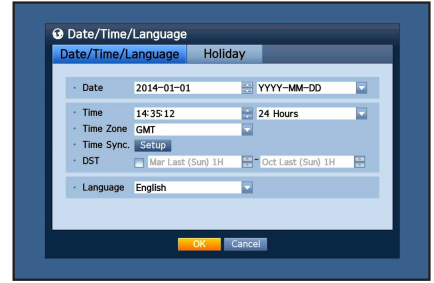 Date/Time/Language
Date/Time/Language Holiday
· Date 2014-01-01 YYYY-MM-DD
· Time 14:35:12 24 Hours
· Time Zone GMT
· Time Sync. Setup
· DST Mar Last (Sun) 1H ~ Oct Last (Sun) 1H
· Language English
OK Cancel